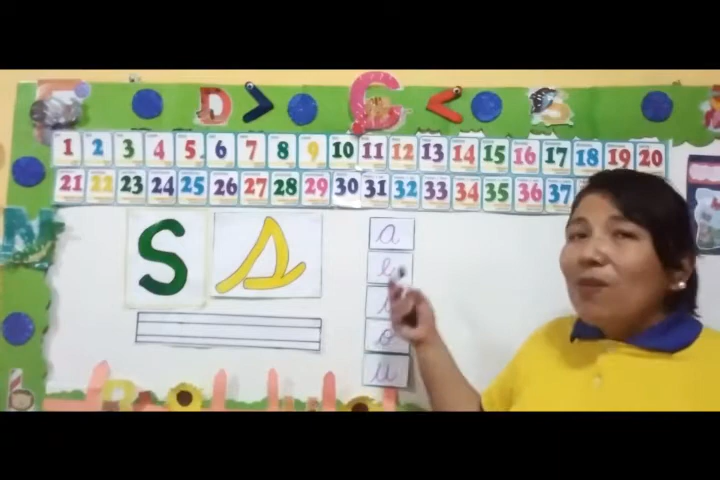 D > G < B
1 2 3 4 5 6 7 8 9 10 11 12 13 14 15 16 17 18 19 20
21 22 23 24 25 26 27 28 29 30 31 32 33 34 35 36 37
S s
a
e
i
o
u